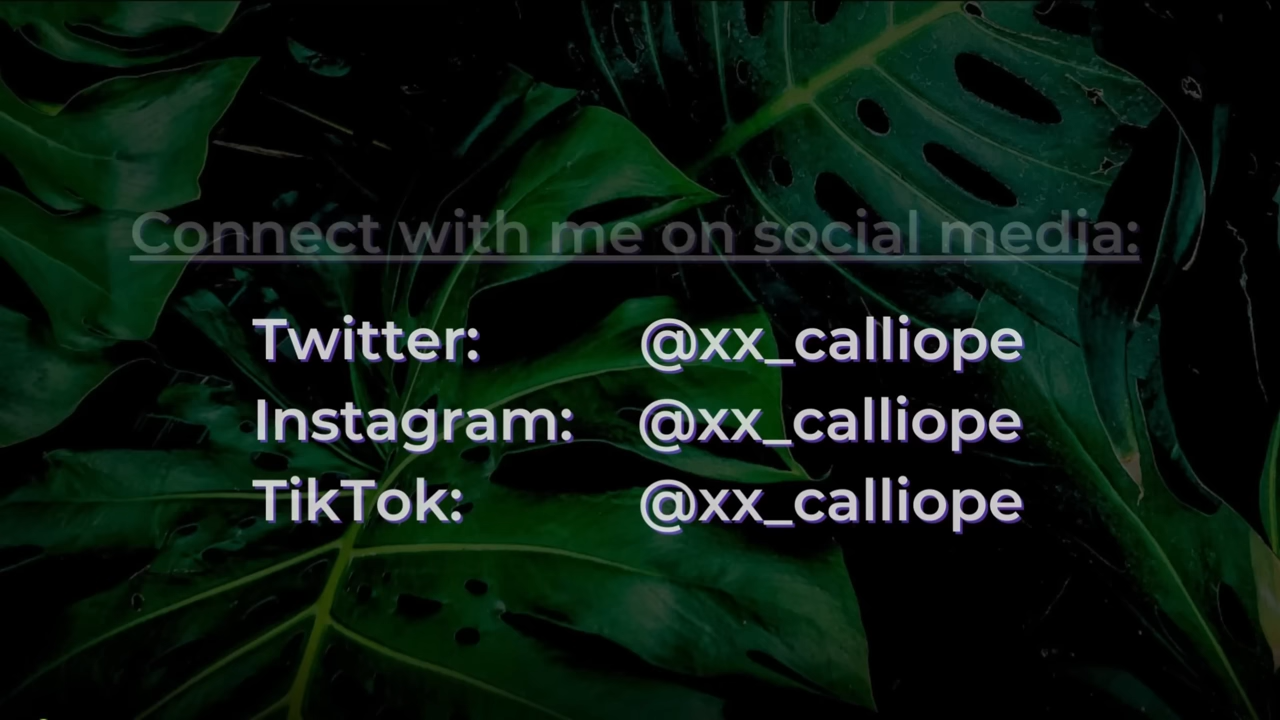 Connect with me on social media:
Twitter: @xx_calliope
Instagram: @xx_calliope
TikTok: @xx_calliope